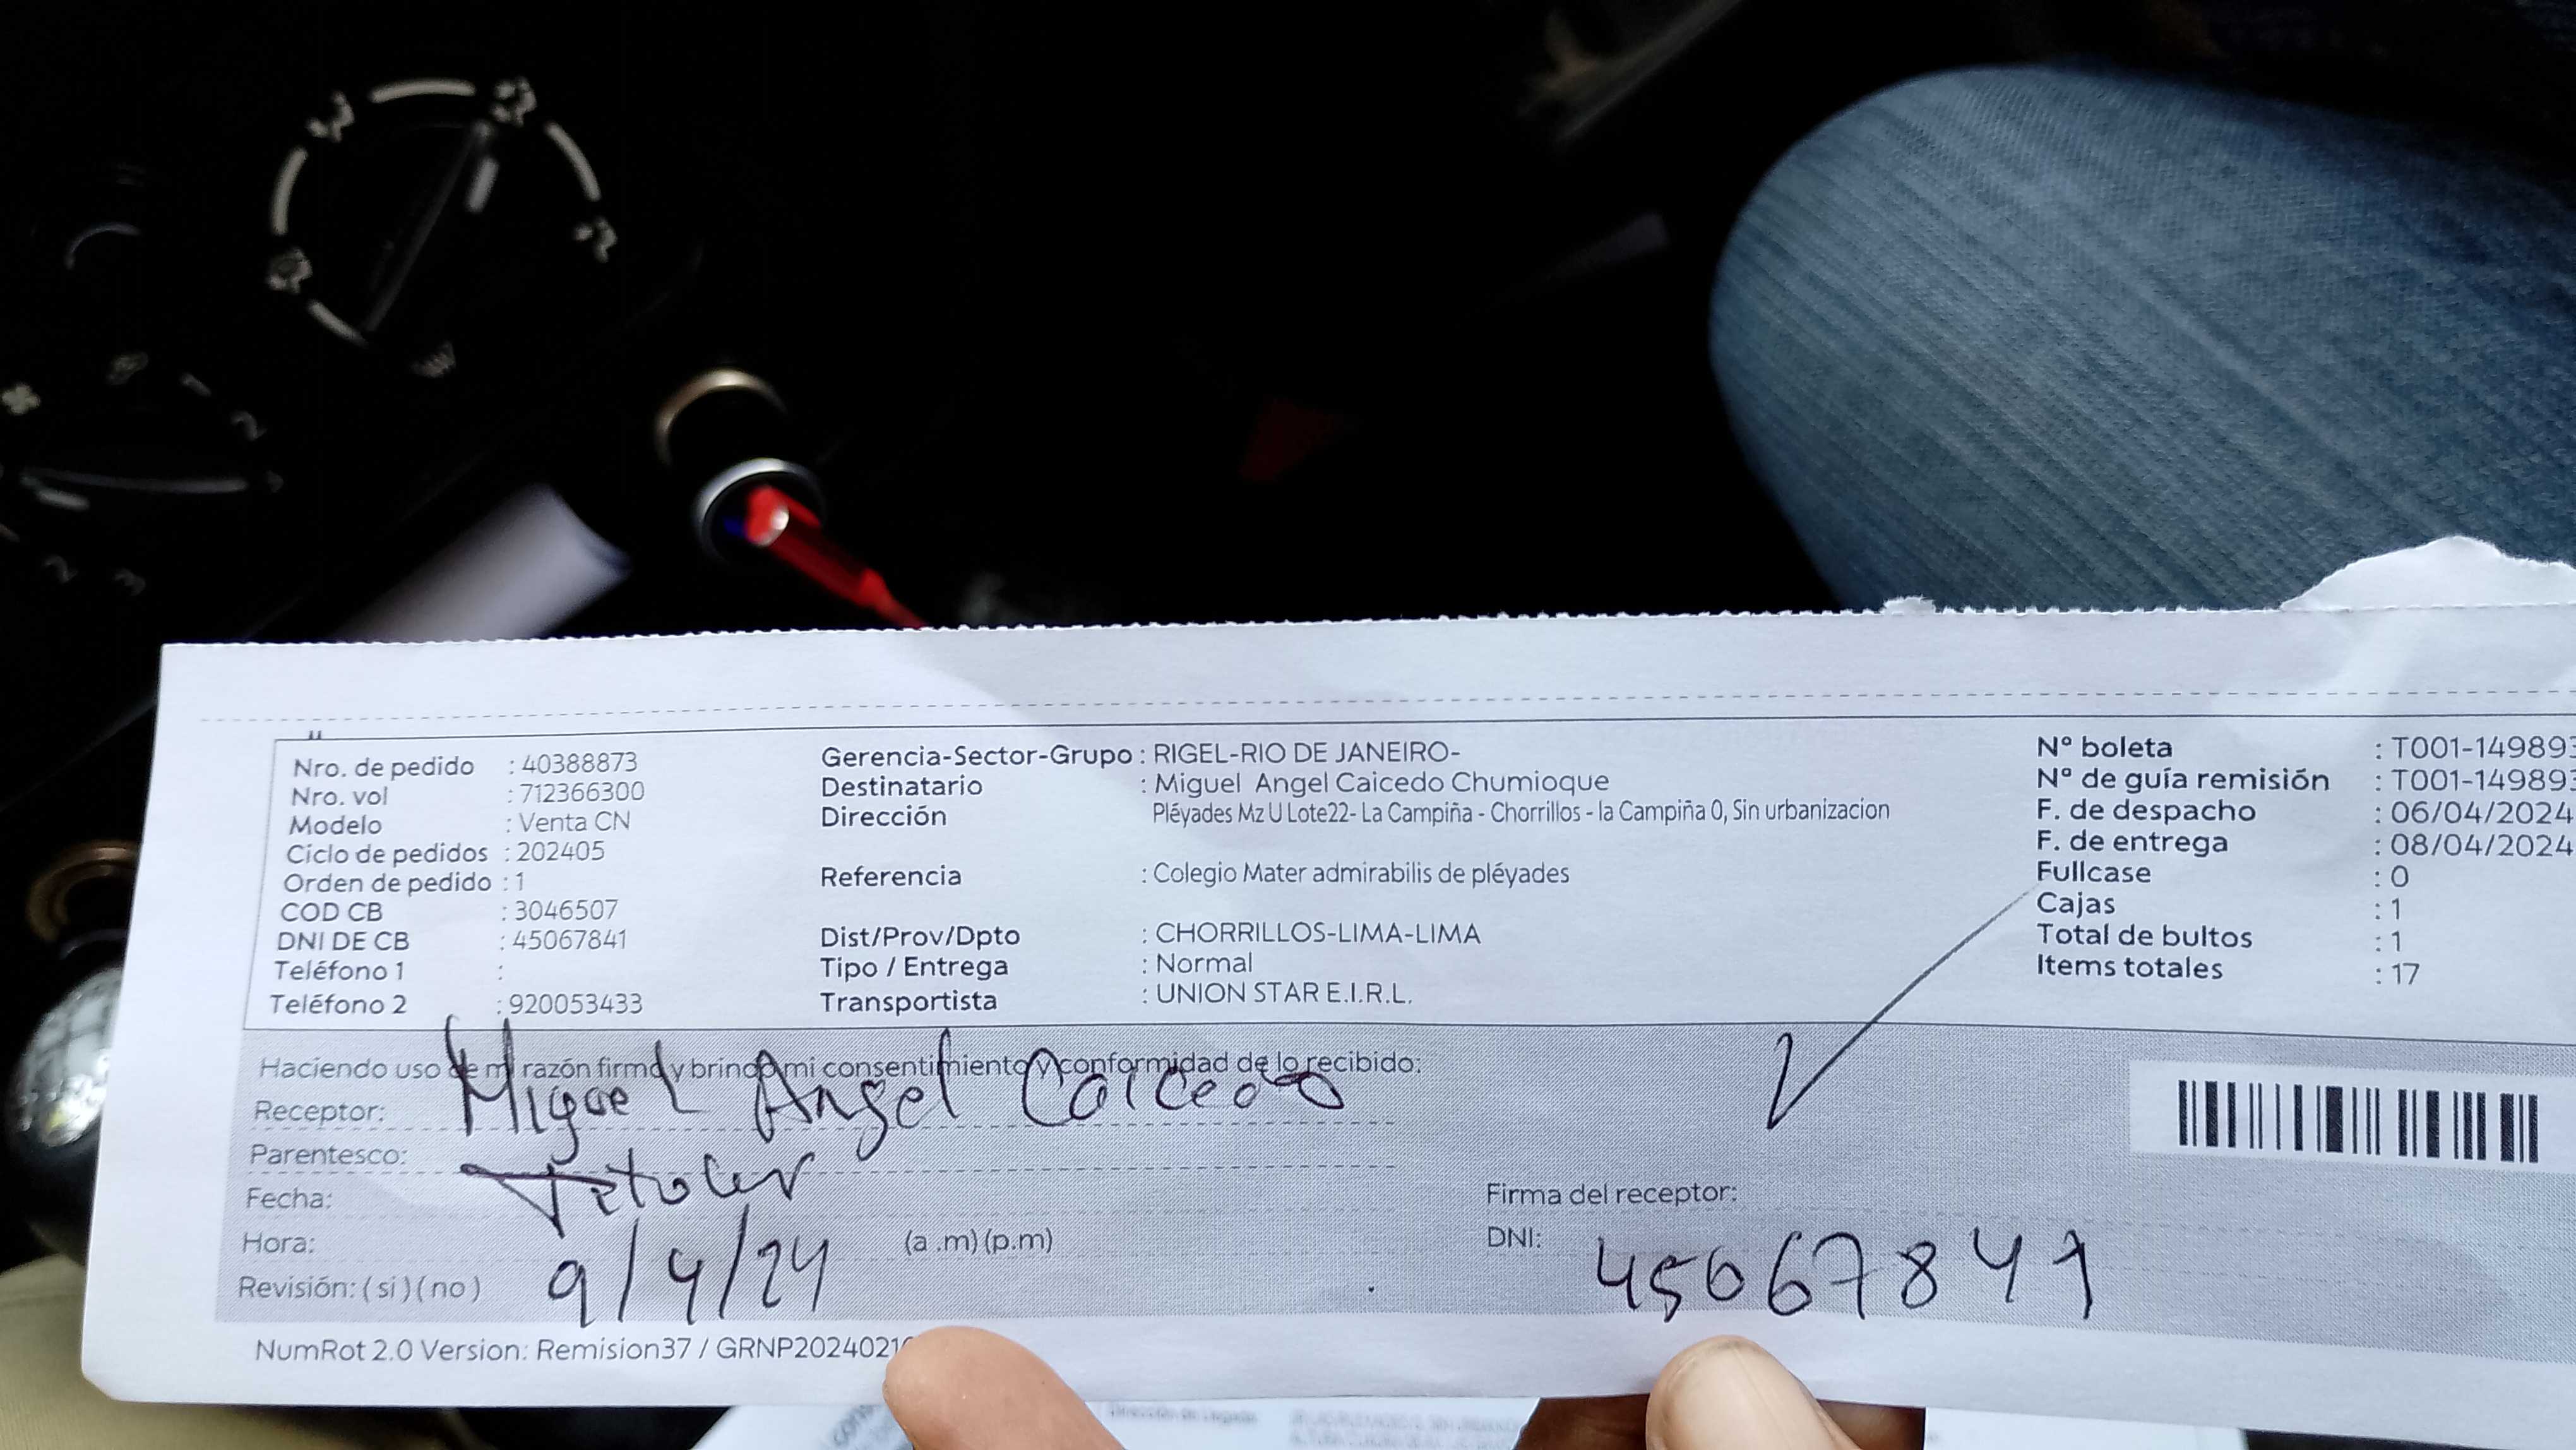 Nro. de pedido : 40388873
Nro. vol : 712366300
Modelo : Venta CN
Ciclo de pedidos : 202405
Orden de pedido : 1
COD CB : 3046507
DNI DE CB : 45067841
Teléfono 1 :
Teléfono 2 : 920053433
Gerencia-Sector-Grupo : RIGEL-RIO DE JANEIRO-
Destinatario : Miguel Angel Caicedo Chumioque
Dirección Pléyades Mz U Lote22- La Campiña - Chorrillos - la Campiña 0, Sin urbanizacion
Referencia : Colegio Mater admirabilis de pléyades
Dist/Prov/Dpto : CHORRILLOS-LIMA-LIMA
Tipo / Entrega : Normal
Transportista : UNION STAR E.I.R.L.
N° boleta : T001-149893
N° de guía remisión : T001-149893
F. de despacho : 06/04/2024
F. de entrega : 08/04/2024
Fullcase : 0
Cajas : 1
Total de bultos : 1
Items totales : 17
Haciendo uso de mi razón firmo y brindo mi consentimiento y conformidad de lo recibido:
Receptor: Miguel Angel Caicedo
Parentesco: Titular
Fecha:
Hora: (a .m) (p.m)
Revisión: ( si ) ( no ) 9/4/24
Firma del receptor:
DNI: 45067841
NumRot 2.0 Version: Remision37 / GRNP2024021